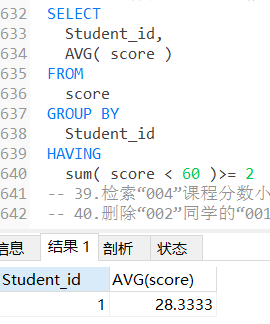 632 SELECT
633 Student_id,
634 AVG( score )
635 FROM
636 score
637 GROUP BY
638 Student_id
639 HAVING
640 sum( score < 60 )>= 2
641 -- 39.检索“004”课程分数小
642 -- 40.删除“002”同学的“001
信息 结果 1 剖析 状态
Student_id AVG(score)
1 28.3333